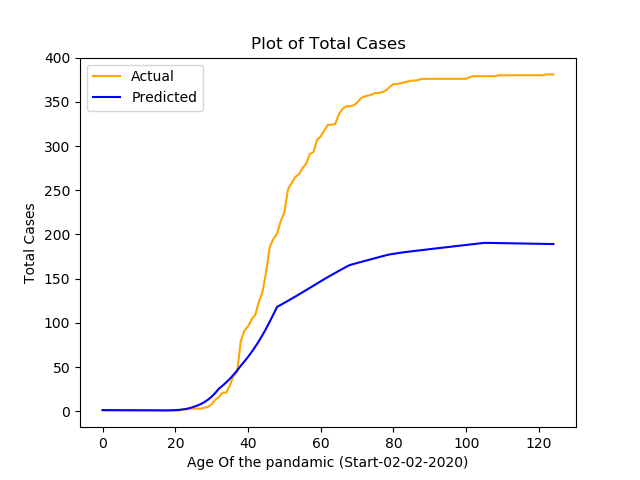 Plot of Total Cases
Actual
Predicted
400
350
300
250
200
150
100
50
0
Total Cases
0 20 40 60 80 100 120
Age Of the pandamic (Start-02-02-2020)